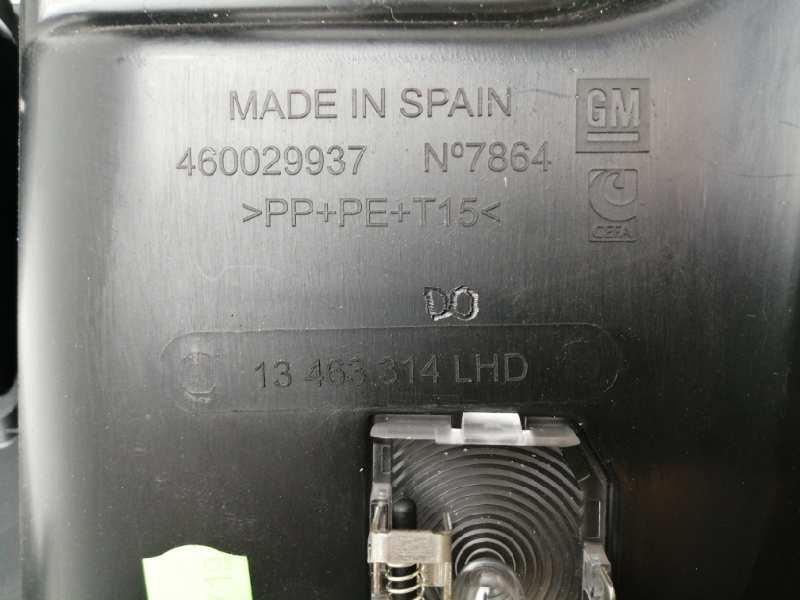 MADE IN SPAIN
GM
460029937 Nº7864
>PP+PE+T15<
CEFA
DO
13 463 314 LHD